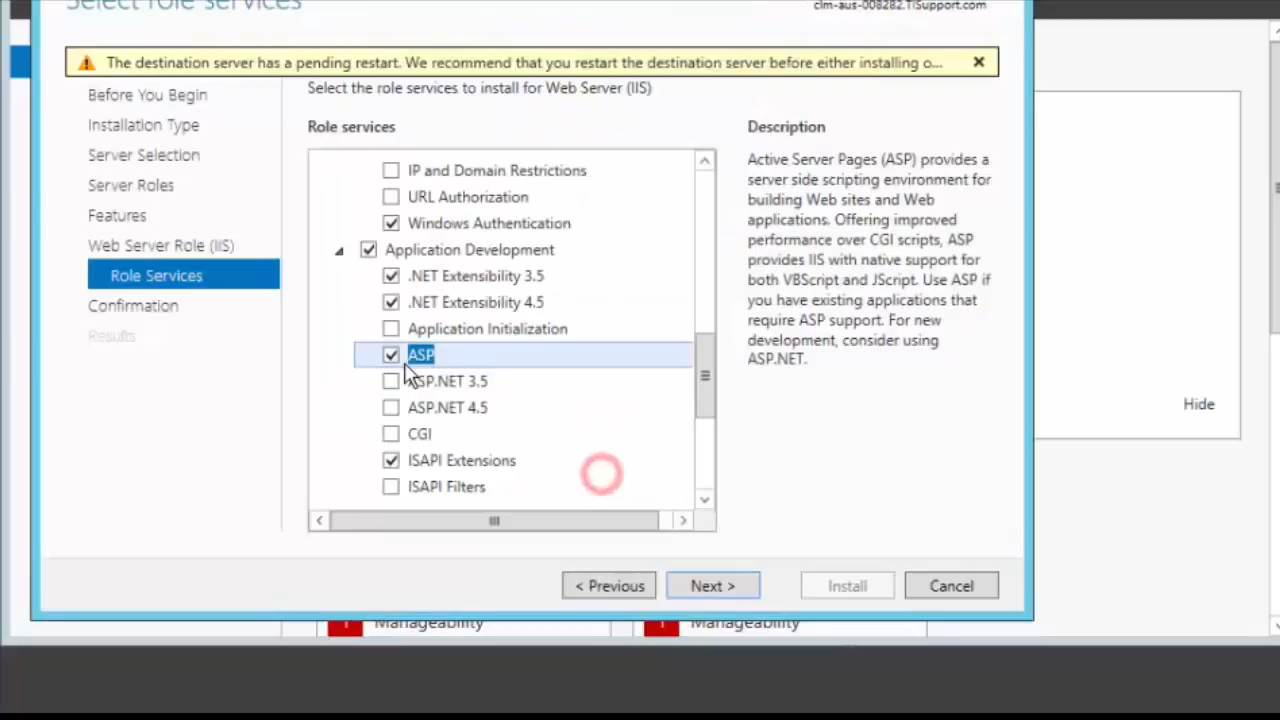 Select role services
clm-aus-008282.TISupport.com
The destination server has a pending restart. We recommend that you restart the destination server before either installing o...
Before You Begin
Installation Type
Server Selection
Server Roles
Features
Web Server Role (IIS)
Role Services
Confirmation
Results
Select the role services to install for Web Server (IIS)
Role services
IP and Domain Restrictions
URL Authorization
Windows Authentication
Application Development
.NET Extensibility 3.5
.NET Extensibility 4.5
Application Initialization
ASP
ASP.NET 3.5
ASP.NET 4.5
CGI
ISAPI Extensions
ISAPI Filters
Description
Active Server Pages (ASP) provides a
server side scripting environment for
building Web sites and Web
applications. Offering improved
performance over CGI scripts, ASP
provides IIS with native support for
both VBScript and JScript. Use ASP if
you have existing applications that
require ASP support. For new
development, consider using
ASP.NET.
Hide
< Previous
Next >
Install
Cancel
1 Manageability
1 Manageability